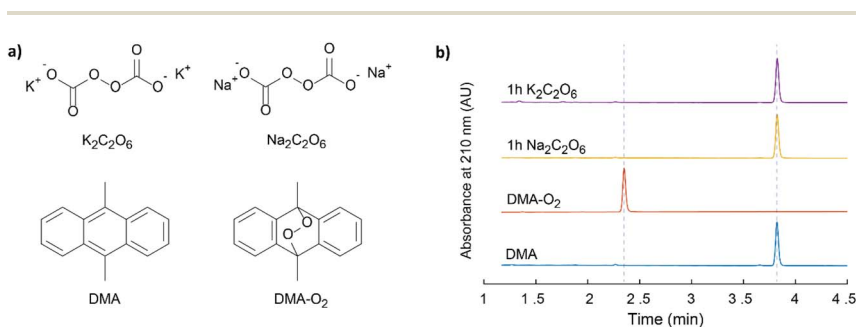 a)
O
O⁻
K⁺
O
O
O⁻
K⁺
O
K₂C₂O₆
O
O⁻
Na⁺
O
O
O⁻
Na⁺
O
Na₂C₂O₆
DMA
O
O
DMA-O₂
b)
Absorbance at 210 nm (AU)
1h K₂C₂O₆
1h Na₂C₂O₆
DMA-O₂
DMA
1 1.5 2 2.5 3 3.5 4 4.5
Time (min)